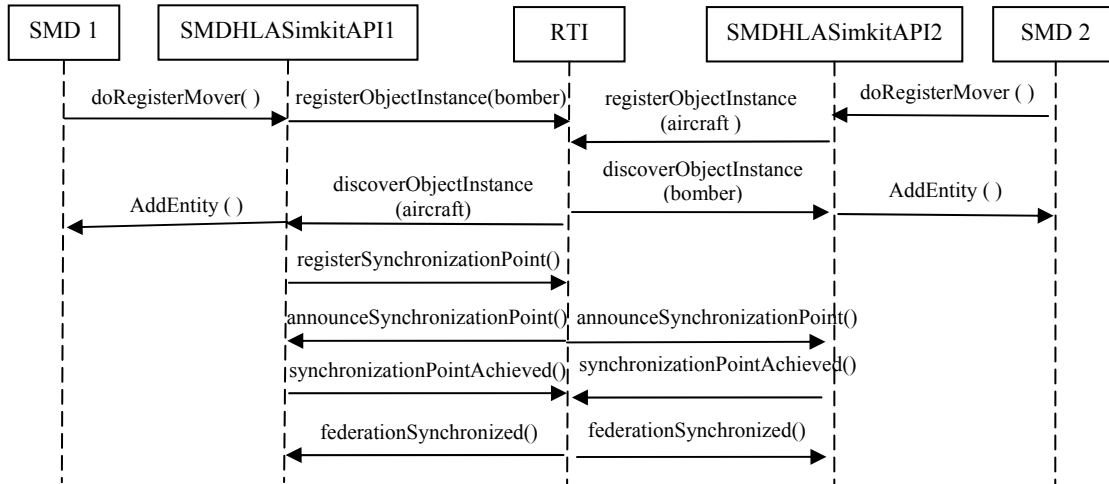 SMD 1
SMDHLASimkitAPI1
RTI
SMDHLASimkitAPI2
SMD 2
doRegisterMover( )
registerObjectInstance(bomber)
registerObjectInstance
(aircraft )
doRegisterMover ( )
AddEntity ( )
discoverObjectInstance
(aircraft)
discoverObjectInstance
(bomber)
AddEntity ( )
registerSynchronizationPoint()
announceSynchronizationPoint()
announceSynchronizationPoint()
synchronizationPointAchieved()
synchronizationPointAchieved()
federationSynchronized()
federationSynchronized()